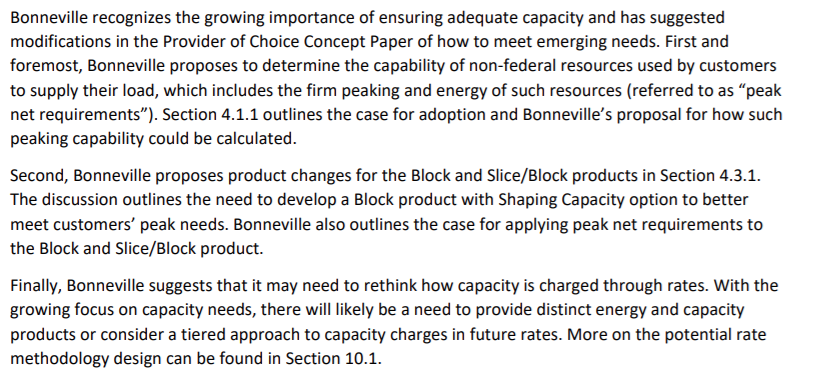 Bonneville recognizes the growing importance of ensuring adequate capacity and has suggested
modifications in the Provider of Choice Concept Paper of how to meet emerging needs. First and
foremost, Bonneville proposes to determine the capability of non-federal resources used by customers
to supply their load, which includes the firm peaking and energy of such resources (referred to as “peak
net requirements”). Section 4.1.1 outlines the case for adoption and Bonneville’s proposal for how such
peaking capability could be calculated.
Second, Bonneville proposes product changes for the Block and Slice/Block products in Section 4.3.1.
The discussion outlines the need to develop a Block product with Shaping Capacity option to better
meet customers’ peak needs. Bonneville also outlines the case for applying peak net requirements to
the Block and Slice/Block product.
Finally, Bonneville suggests that it may need to rethink how capacity is charged through rates. With the
growing focus on capacity needs, there will likely be a need to provide distinct energy and capacity
products or consider a tiered approach to capacity charges in future rates. More on the potential rate
methodology design can be found in Section 10.1.